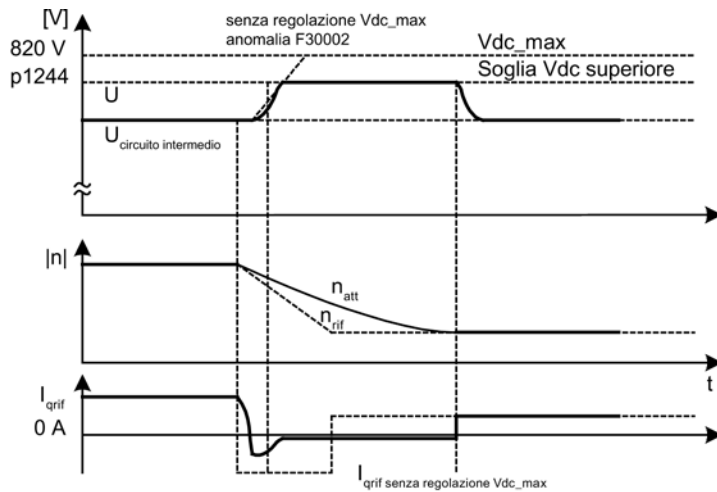 [V]
senza regolazione Vdc_max
anomalia F30002
820 V
Vdc_max
p1244
Soglia Vdc superiore
U
U circuito intermedio
|n|
n att
n rif
t
I qrif
0 A
I qrif senza regolazione Vdc_max